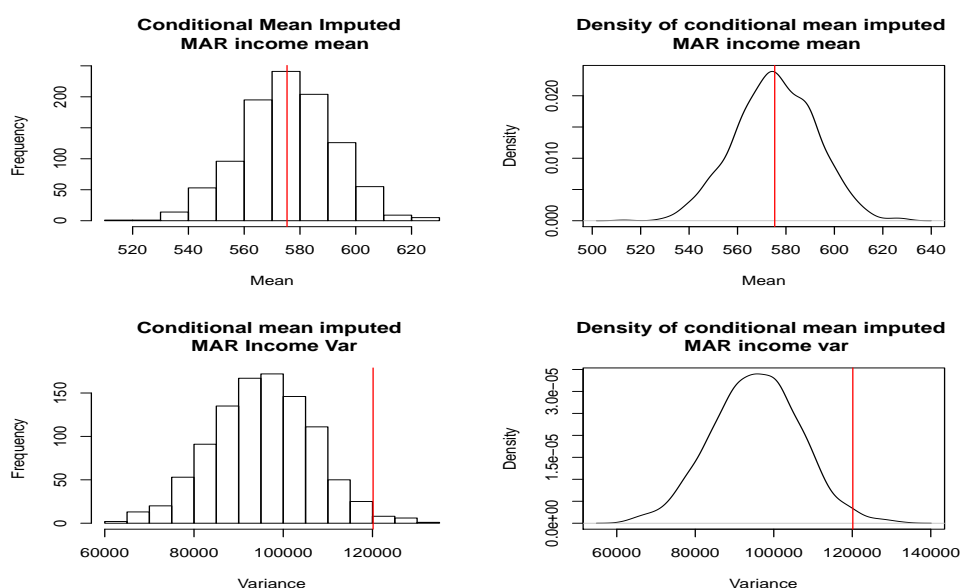 Conditional Mean Imputed
MAR income mean
Frequency
0 50 100 200
520 540 560 580 600 620
Mean
Density of conditional mean imputed
MAR income mean
Density
0.000 0.010 0.020
500 520 540 560 580 600 620 640
Mean
Conditional mean imputed
MAR Income Var
Frequency
0 50 100 150
60000 80000 100000 120000
Variance
Density of conditional mean imputed
MAR income var
Density
0.0e+00 1.5e−05 3.0e−05
60000 80000 100000 120000 140000
Variance